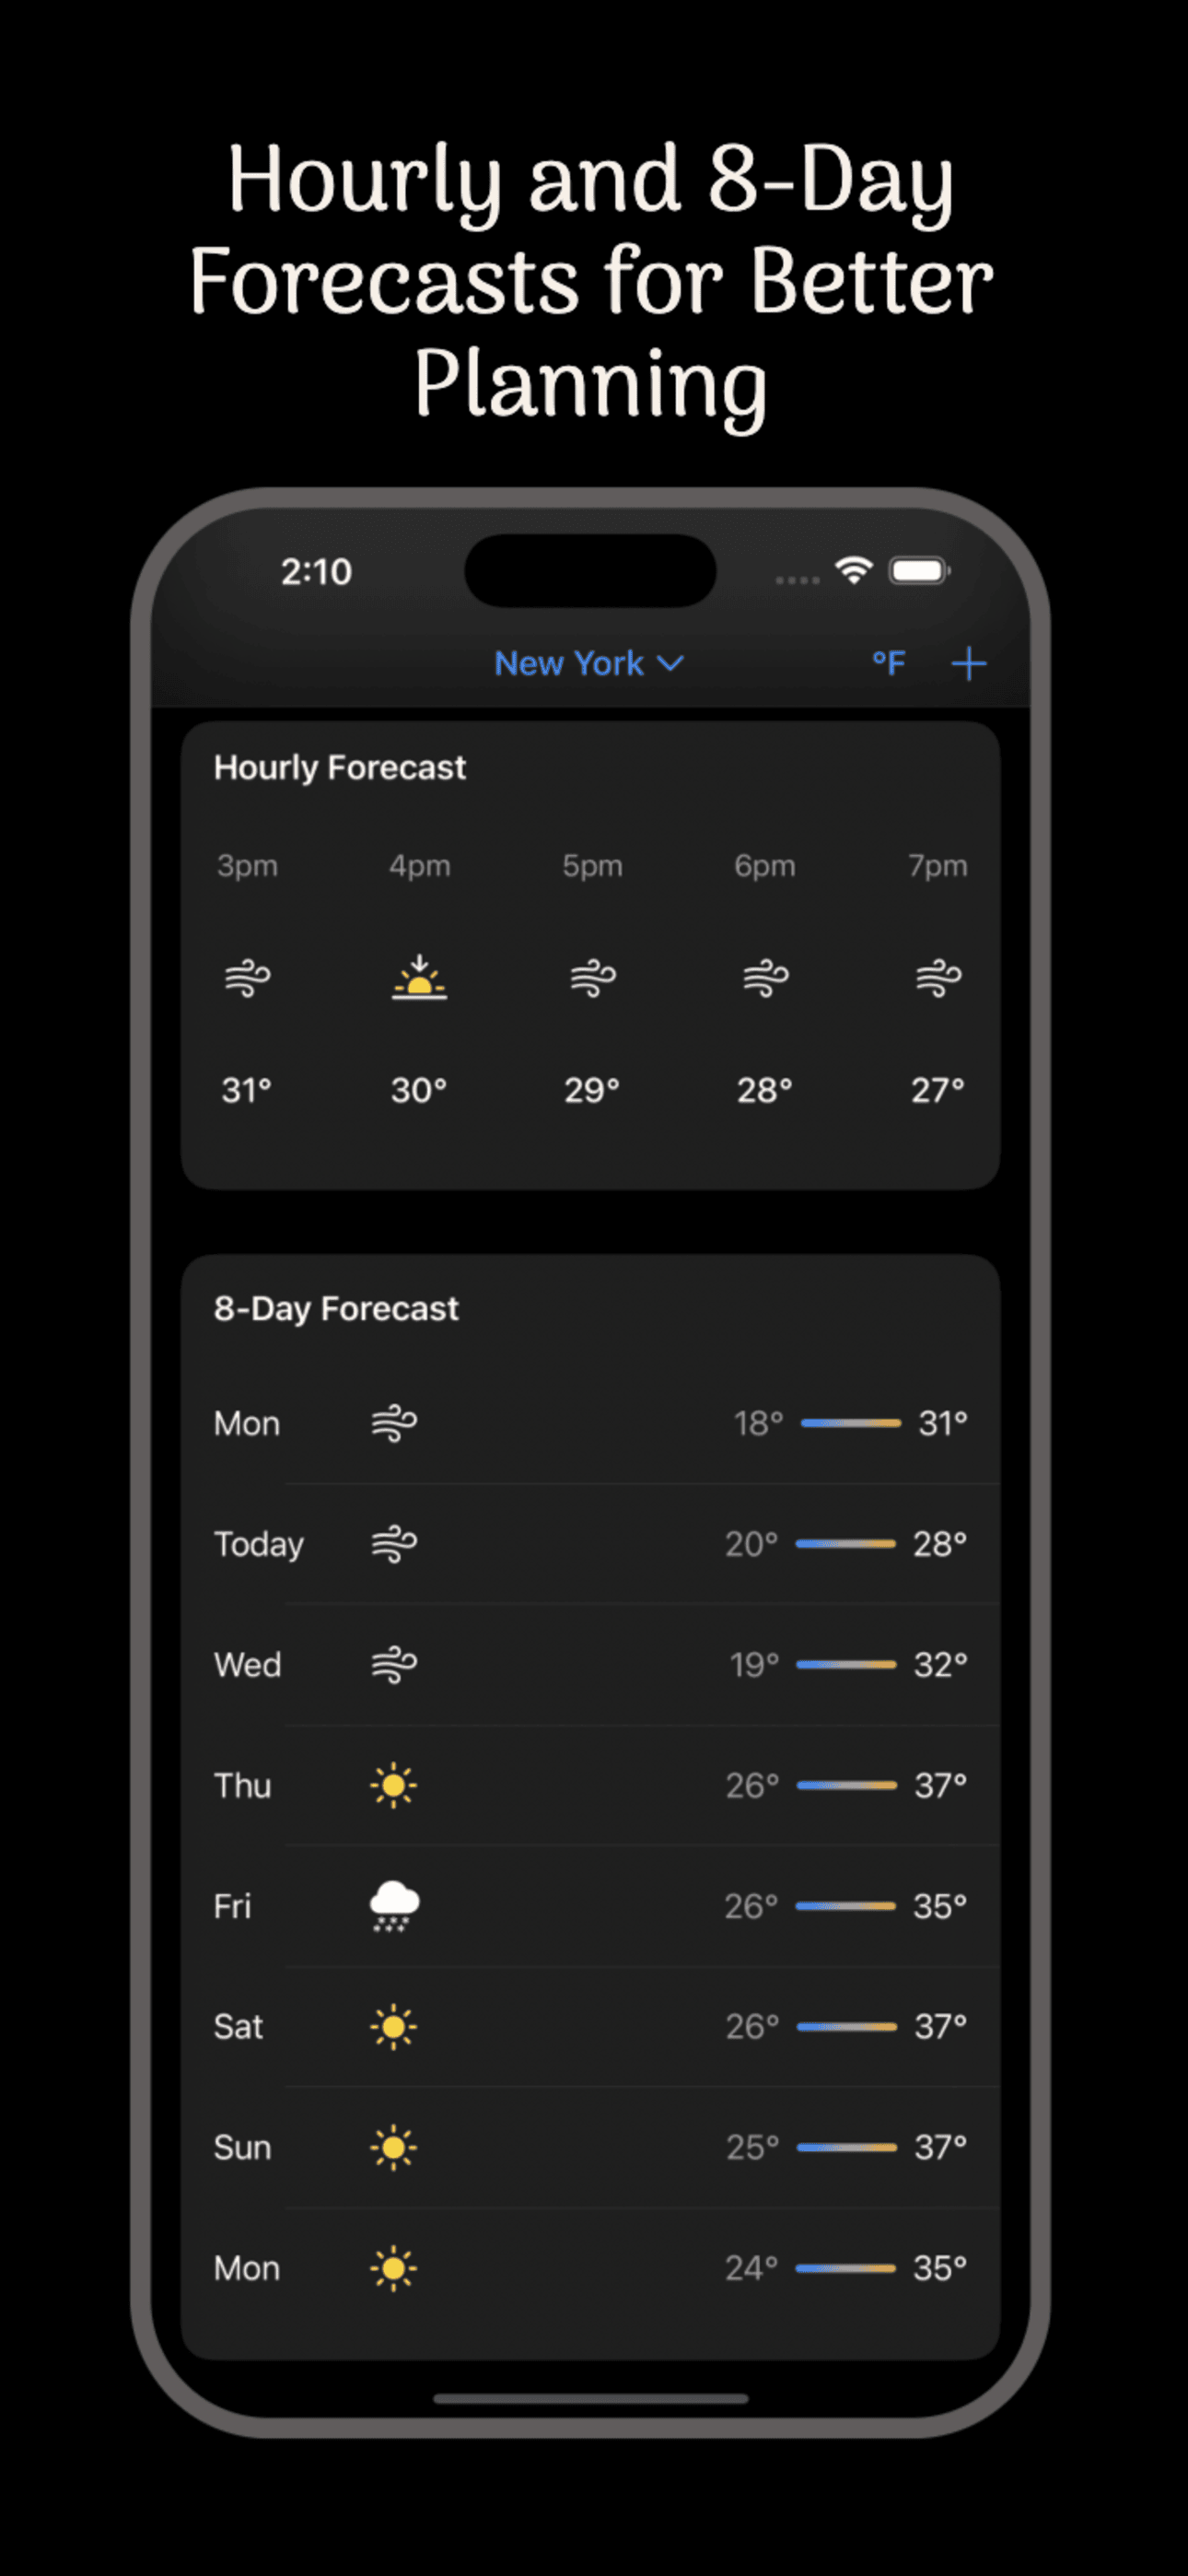 Hourly and 8-Day
Forecasts for Better
Planning
2:10
New York °F
Hourly Forecast
3pm 4pm 5pm 6pm 7pm
31° 30° 29° 28° 27°
8-Day Forecast
Mon 18° 31°
Today 20° 28°
Wed 19° 32°
Thu 26° 37°
Fri 26° 35°
Sat 26° 37°
Sun 25° 37°
Mon 24° 35°